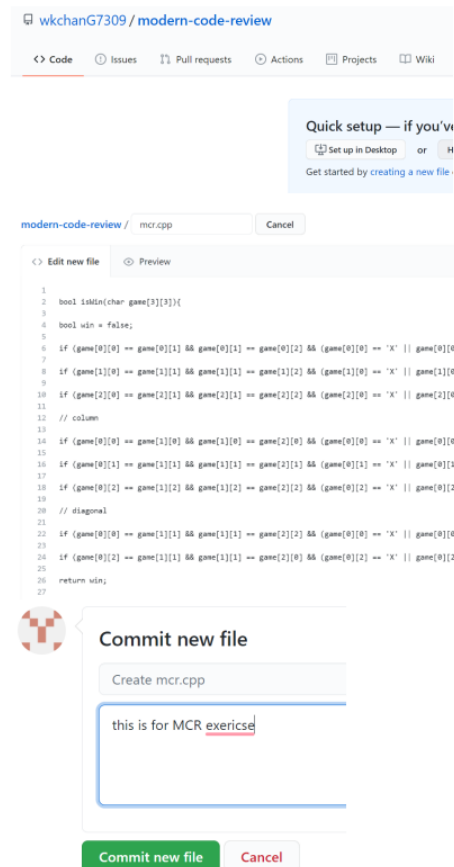 wkchanG7309 / modern-code-review
Code Issues Pull requests Actions Projects Wiki
Quick setup — if you've
Set up in Desktop or H
Get started by creating a new file
modern-code-review / mcr.cpp Cancel
<> Edit new file Preview
1
2 bool isWin(char game[3][3]){
3
4 bool win = false;
5
6 if (game[0][0] == game[0][1] && game[0][1] == game[0][2] && (game[0][0] == 'X' || game[0][0
7
8 if (game[1][0] == game[1][1] && game[1][1] == game[1][2] && (game[1][0] == 'X' || game[1][0
9
10 if (game[2][0] == game[2][1] && game[2][1] == game[2][2] && (game[2][0] == 'X' || game[2][0
11
12 // column
13
14 if (game[0][0] == game[1][0] && game[1][0] == game[2][0] && (game[0][0] == 'X' || game[0][0
15
16 if (game[0][1] == game[1][1] && game[1][1] == game[2][1] && (game[0][1] == 'X' || game[0][1
17
18 if (game[0][2] == game[1][2] && game[1][2] == game[2][2] && (game[0][2] == 'X' || game[0][2
19
20 // diagonal
21
22 if (game[0][0] == game[1][1] && game[1][1] == game[2][2] && (game[0][0] == 'X' || game[0][0
23
24 if (game[0][2] == game[1][1] && game[1][1] == game[2][0] && (game[0][2] == 'X' || game[0][2
25
26 return win;
27
Commit new file
Create mcr.cpp
this is for MCR exericse
Commit new file Cancel